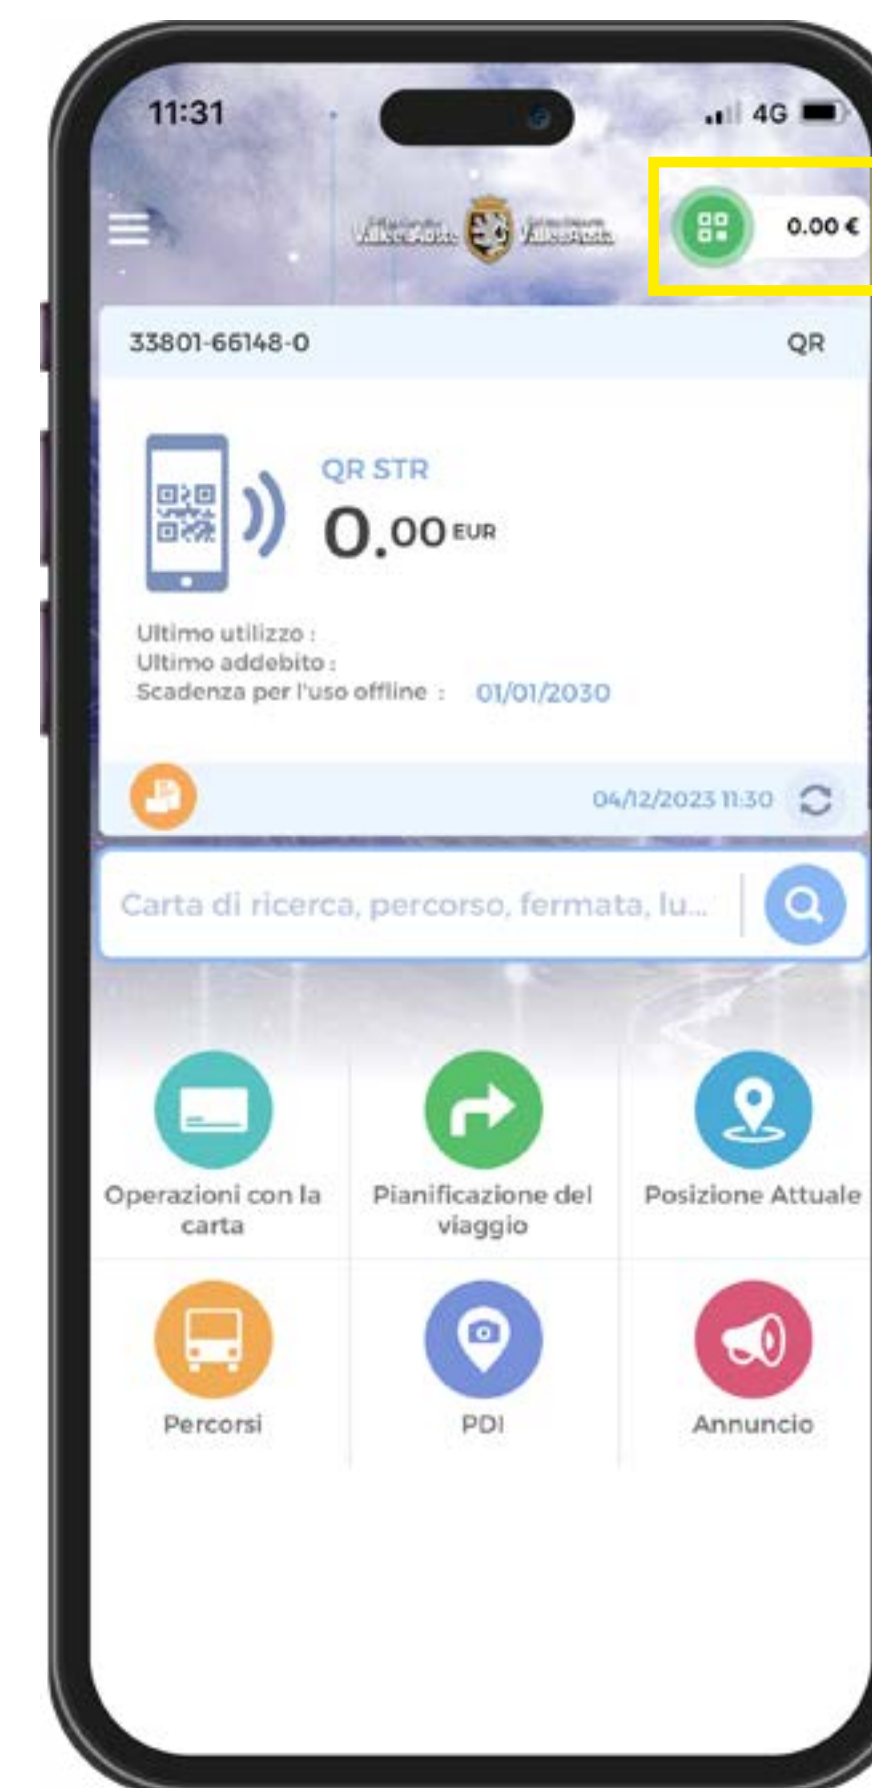 11:31
4G
0.00 €
33801-66148-0 QR
QR STR
0.00 EUR
Ultimo utilizzo :
Ultimo addebito :
Scadenza per l'uso offline : 01/01/2030
04/12/2023 11:30
Carta di ricerca, percorso, fermata, lu...
Operazioni con la
carta
Pianificazione del
viaggio
Posizione Attuale
Percorsi
PDI
Annuncio